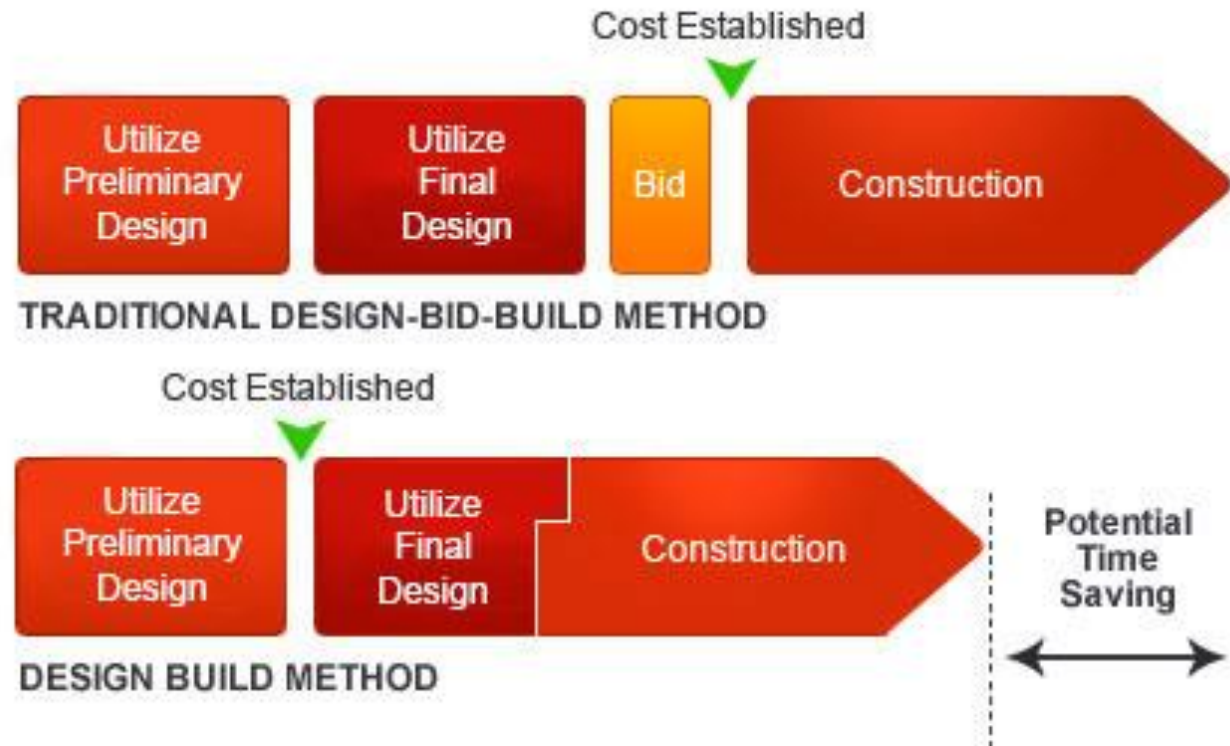 Cost Established
Utilize
Preliminary
Design
Utilize
Final
Design
Bid
Construction
TRADITIONAL DESIGN-BID-BUILD METHOD
Cost Established
Utilize
Preliminary
Design
Utilize
Final
Design
Construction
Potential
Time
Saving
DESIGN BUILD METHOD